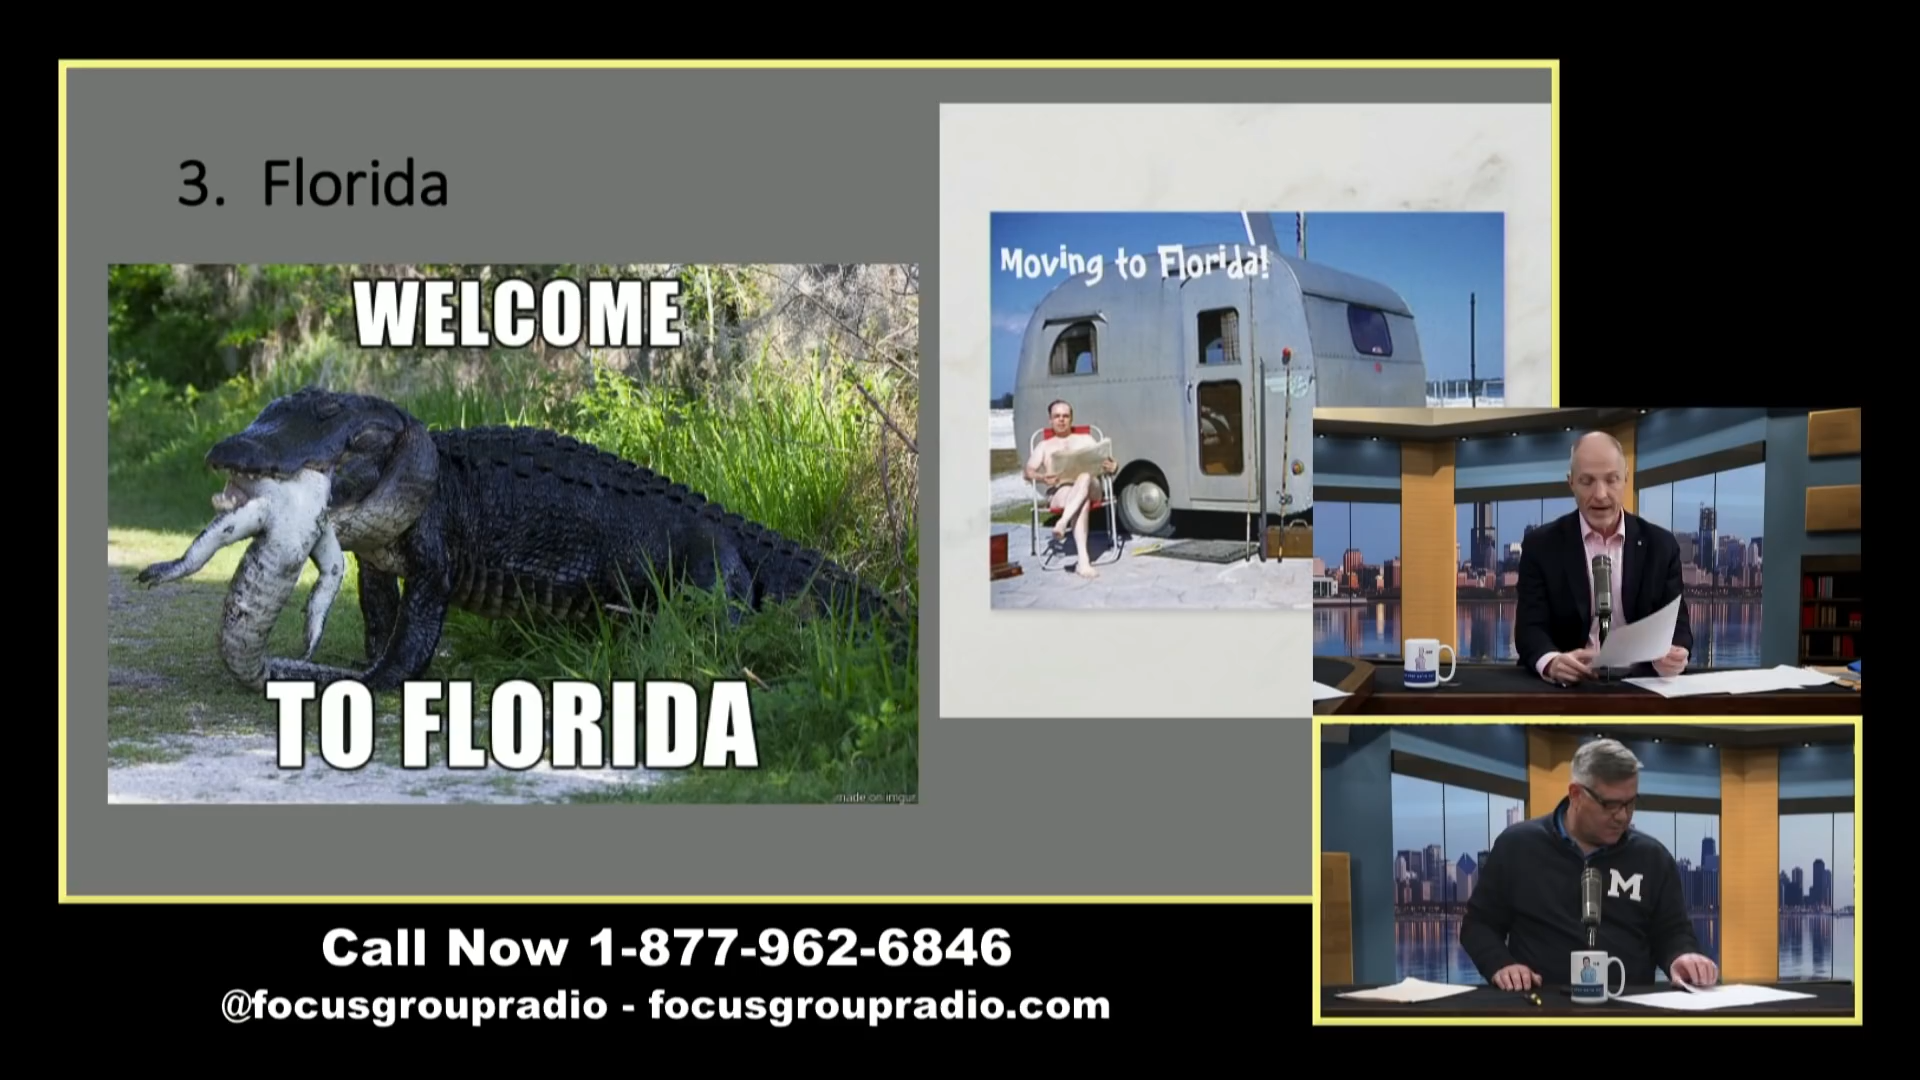 3. Florida
WELCOME
TO FLORIDA
made on imgur
Moving to Florida!
M
Call Now 1-877-962-6846
@focusgroupradio - focusgroupradio.com